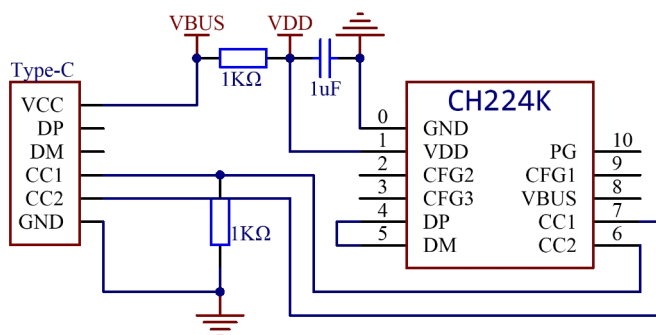 VBUS
VDD
Type-C
1KΩ
1uF
VCC
DP
DM
CC1
CC2
GND
1KΩ
CH224K
0 GND
1 VDD
2 CFG2
3 CFG3
4 DP
5 DM
PG 10
CFG1 9
VBUS 8
CC1 7
CC2 6